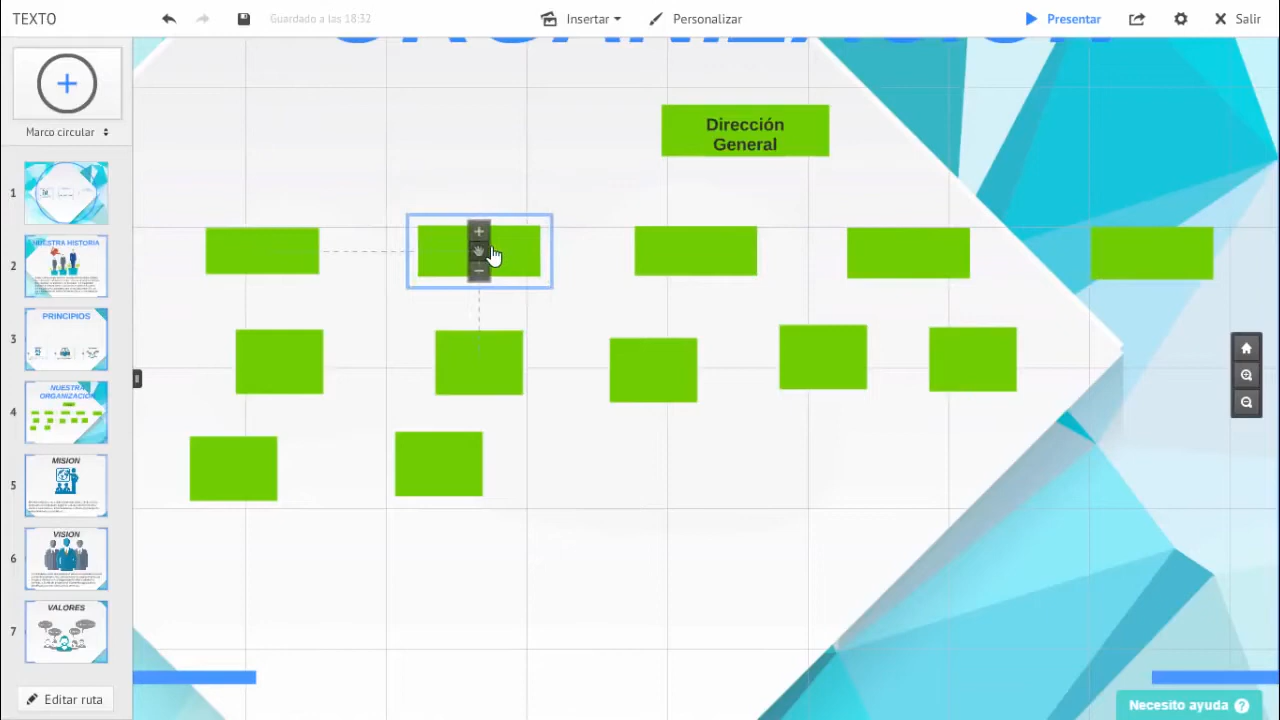 TEXTO
Guardado a las 18:32
Insertar
Personalizar
Presentar
Salir
Marco circular
Dirección
General
1
2
NUESTRA HISTORIA
3
PRINCIPIOS
4
NUESTRA
ORGANIZACIÓN
5
MISION
6
VISION
7
VALORES
Editar ruta
Necesito ayuda ?